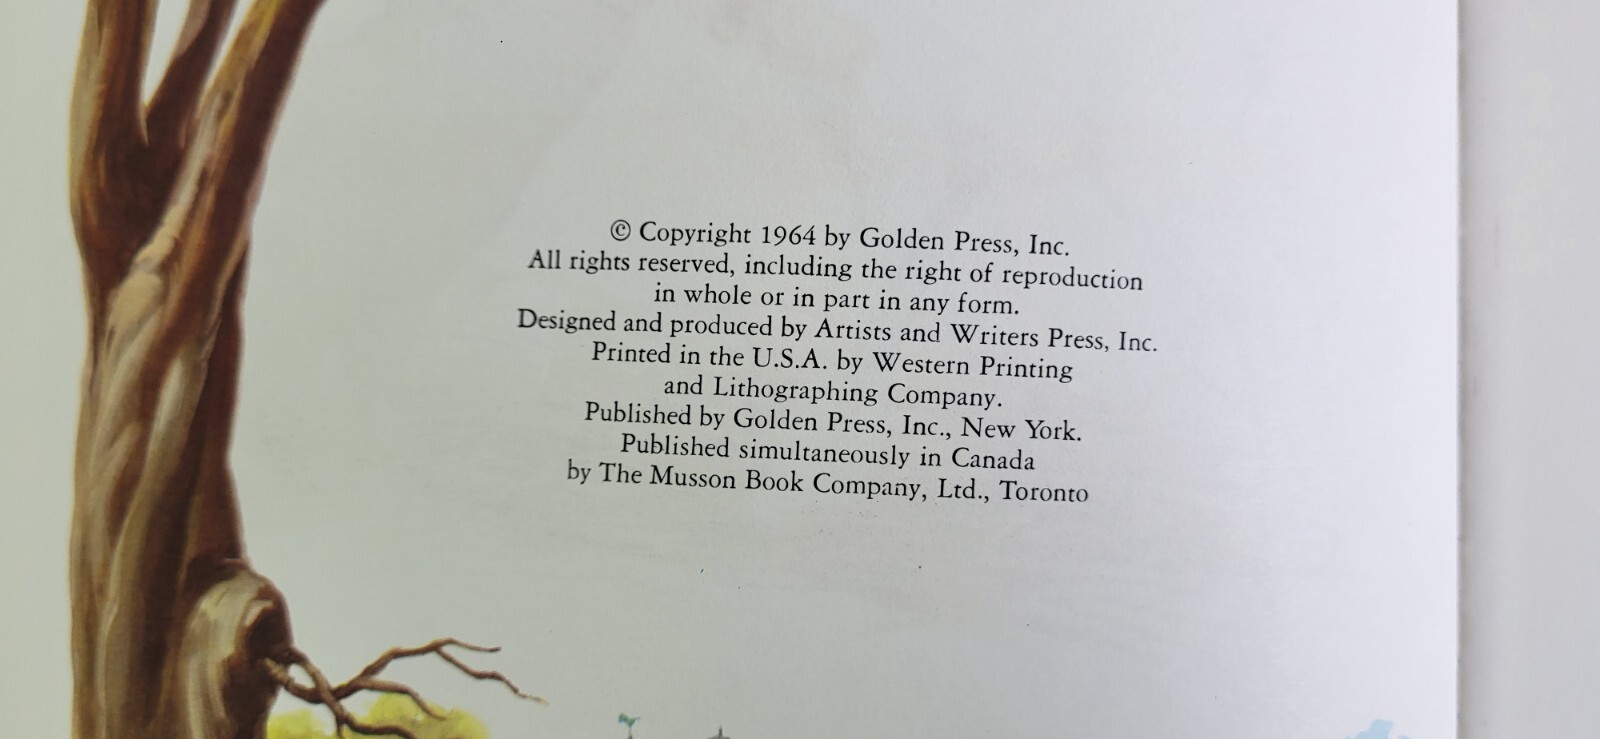 © Copyright 1964 by Golden Press, Inc.
All rights reserved, including the right of reproduction
in whole or in part in any form.
Designed and produced by Artists and Writers Press, Inc.
Printed in the U.S.A. by Western Printing
and Lithographing Company.
Published by Golden Press, Inc., New York.
Published simultaneously in Canada
by The Musson Book Company, Ltd., Toronto